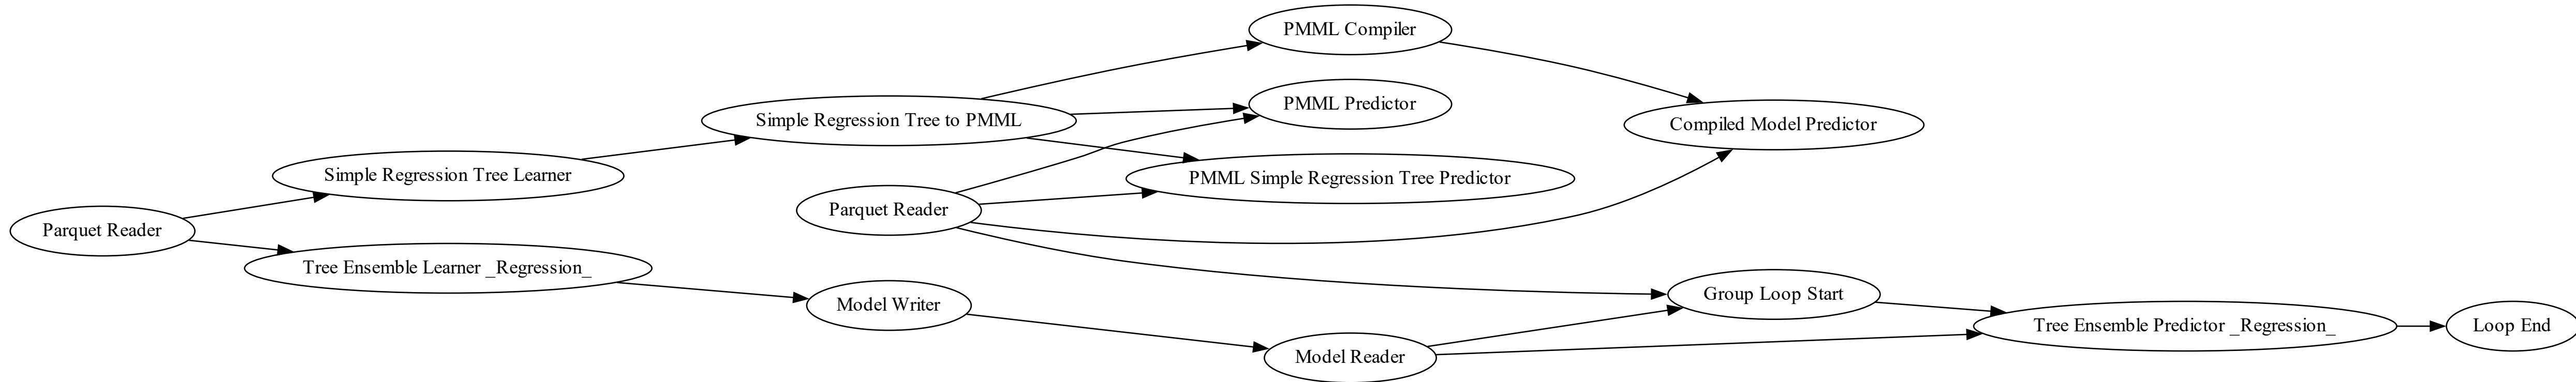 PMML Compiler
PMML Predictor
Simple Regression Tree to PMML
Compiled Model Predictor
Simple Regression Tree Learner
PMML Simple Regression Tree Predictor
Parquet Reader
Parquet Reader
Tree Ensemble Learner _Regression_
Group Loop Start
Model Writer
Tree Ensemble Predictor _Regression_
Loop End
Model Reader